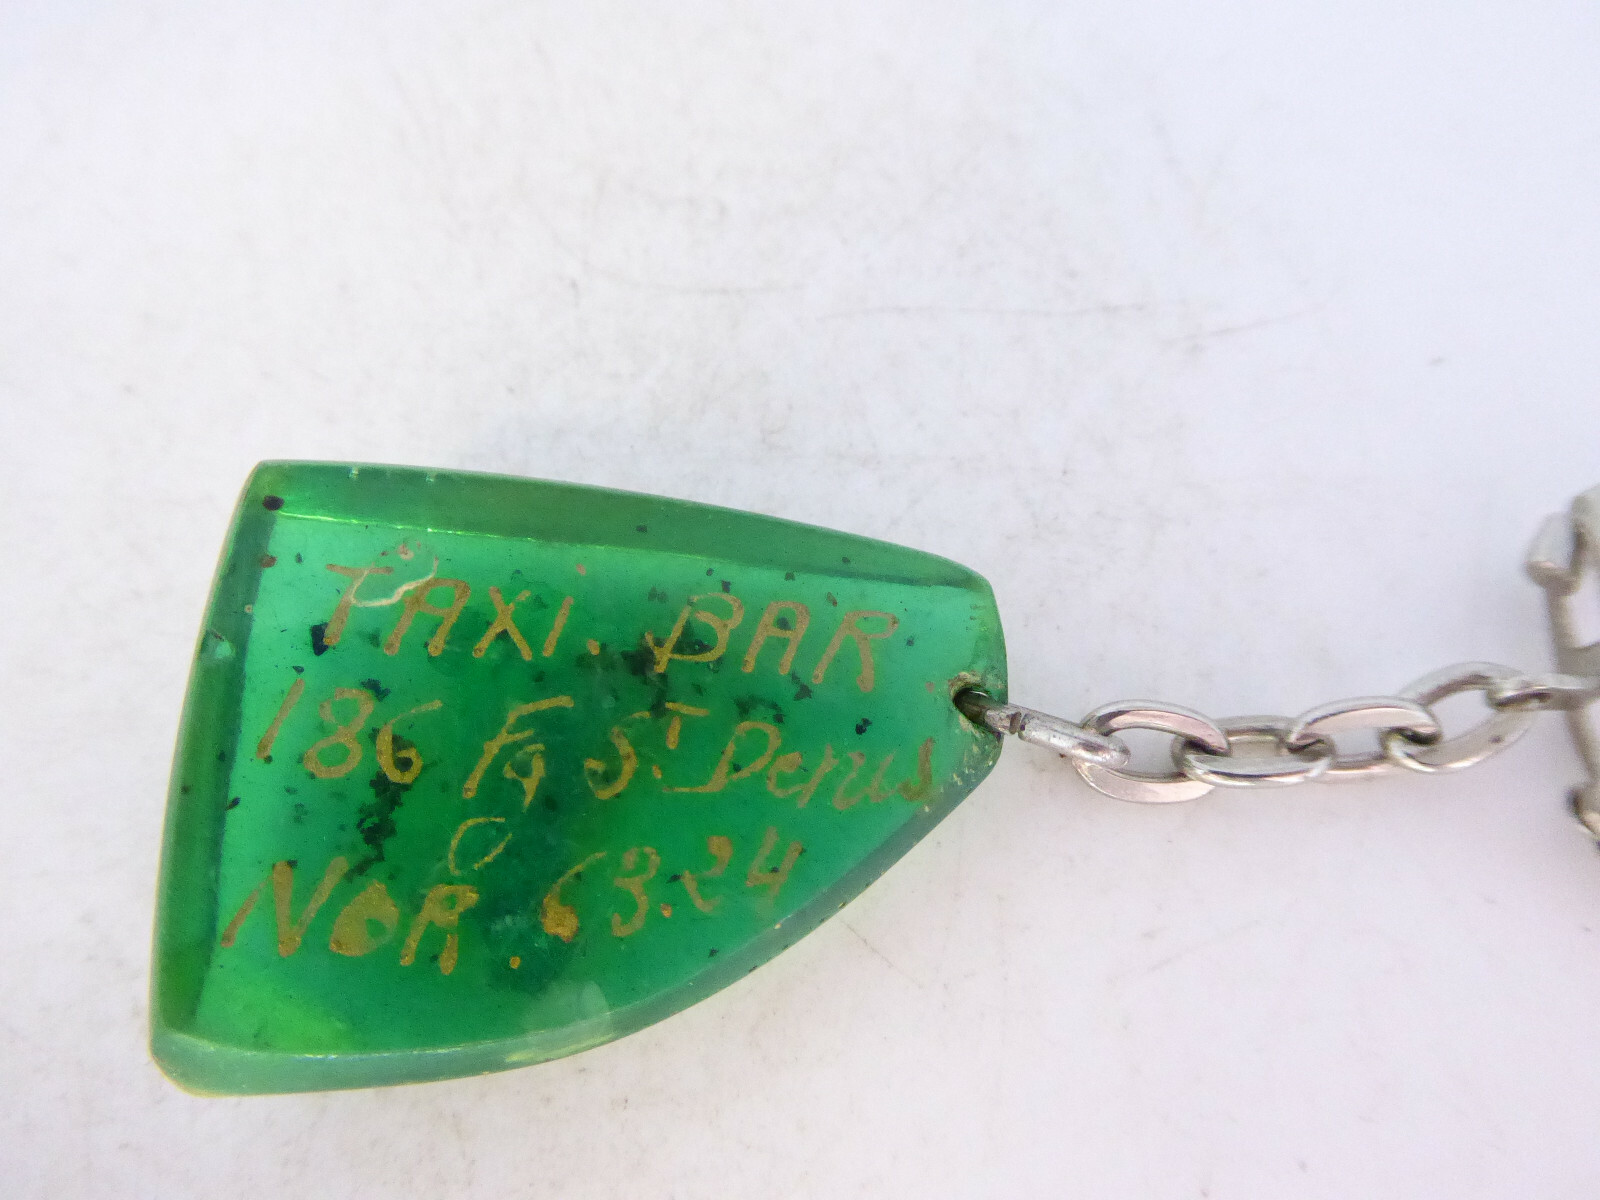 TAXI. BAR
186 Fg ST. Denis
NOR. 63.24